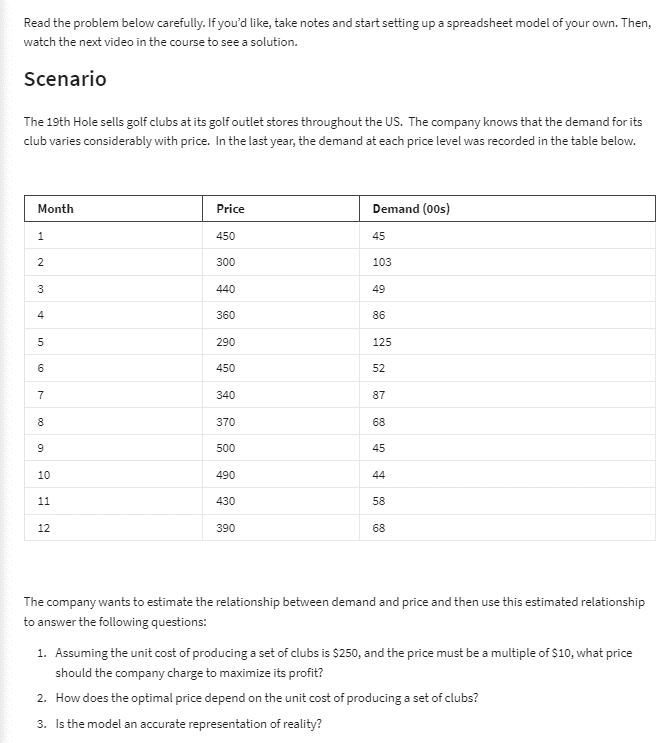 Read the problem below carefully. If you'd like, take notes and start setting up a spreadsheet model of your own. Then,
watch the next video in the course to see a solution.
Scenario
The 19th Hole sells golf clubs at its golf outlet stores throughout the US. The company knows that the demand for its
club varies considerably with price. In the last year, the demand at each price level was recorded in the table below.
Month Price Demand (00s)
1 450 45
2 300 103
3 440 49
4 360 86
5 290 125
6 450 52
7 340 87
8 370 68
9 500 45
10 490 44
11 430 58
12 390 68
The company wants to estimate the relationship between demand and price and then use this estimated relationship
to answer the following questions:
1. Assuming the unit cost of producing a set of clubs is $250, and the price must be a multiple of $10, what price
should the company charge to maximize its profit?
2. How does the optimal price depend on the unit cost of producing a set of clubs?
3. Is the model an accurate representation of reality?